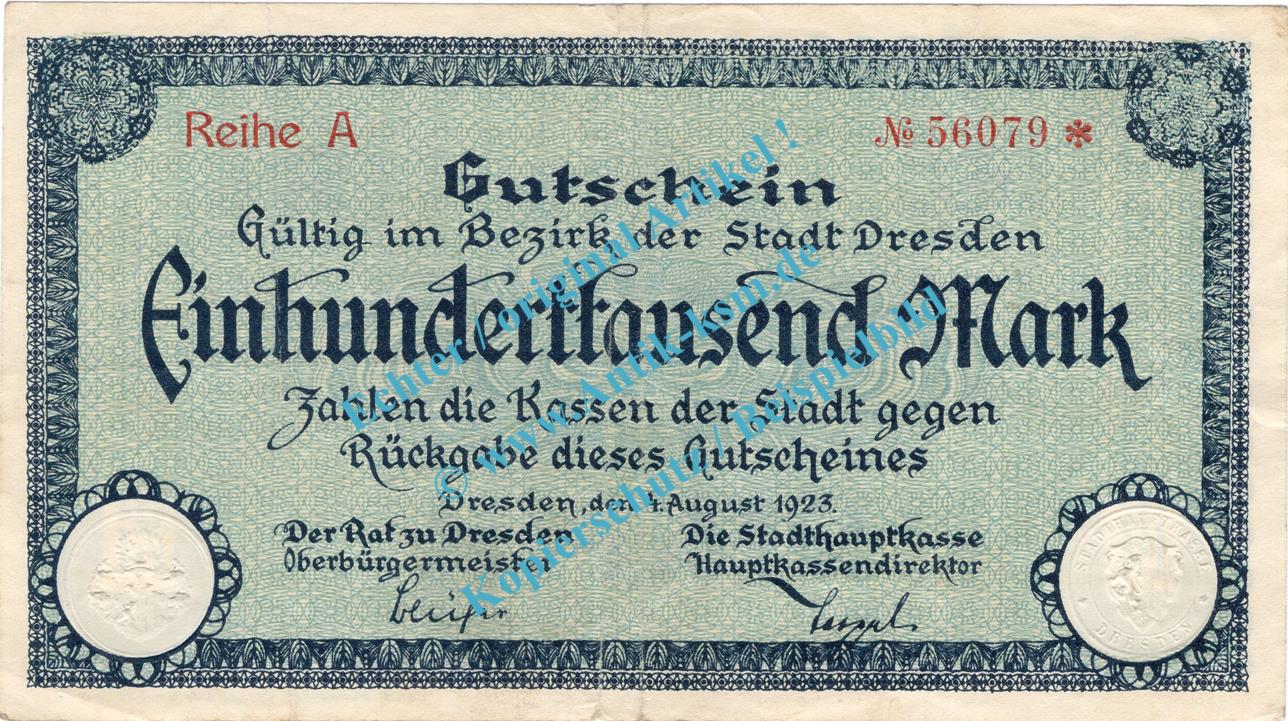 Reihe A
№ 56079 *
Gutschein
Gültig im Bezirk der Stadt Dresden
Einhunderttausend Mark
Zahlen die Kassen der Stadt gegen
Rückgabe dieses Gutscheines
Dresden, den 4. August 1923.
Der Rat zu Dresden
Oberbürgermeister
Die Stadthauptkasse
Hauptkassendirektor
STADTHAUPTKASSE
DRESDEN
Echter / original Artikel !
© www.Antik-ksm.de
Kopierschutz / Beispielbild